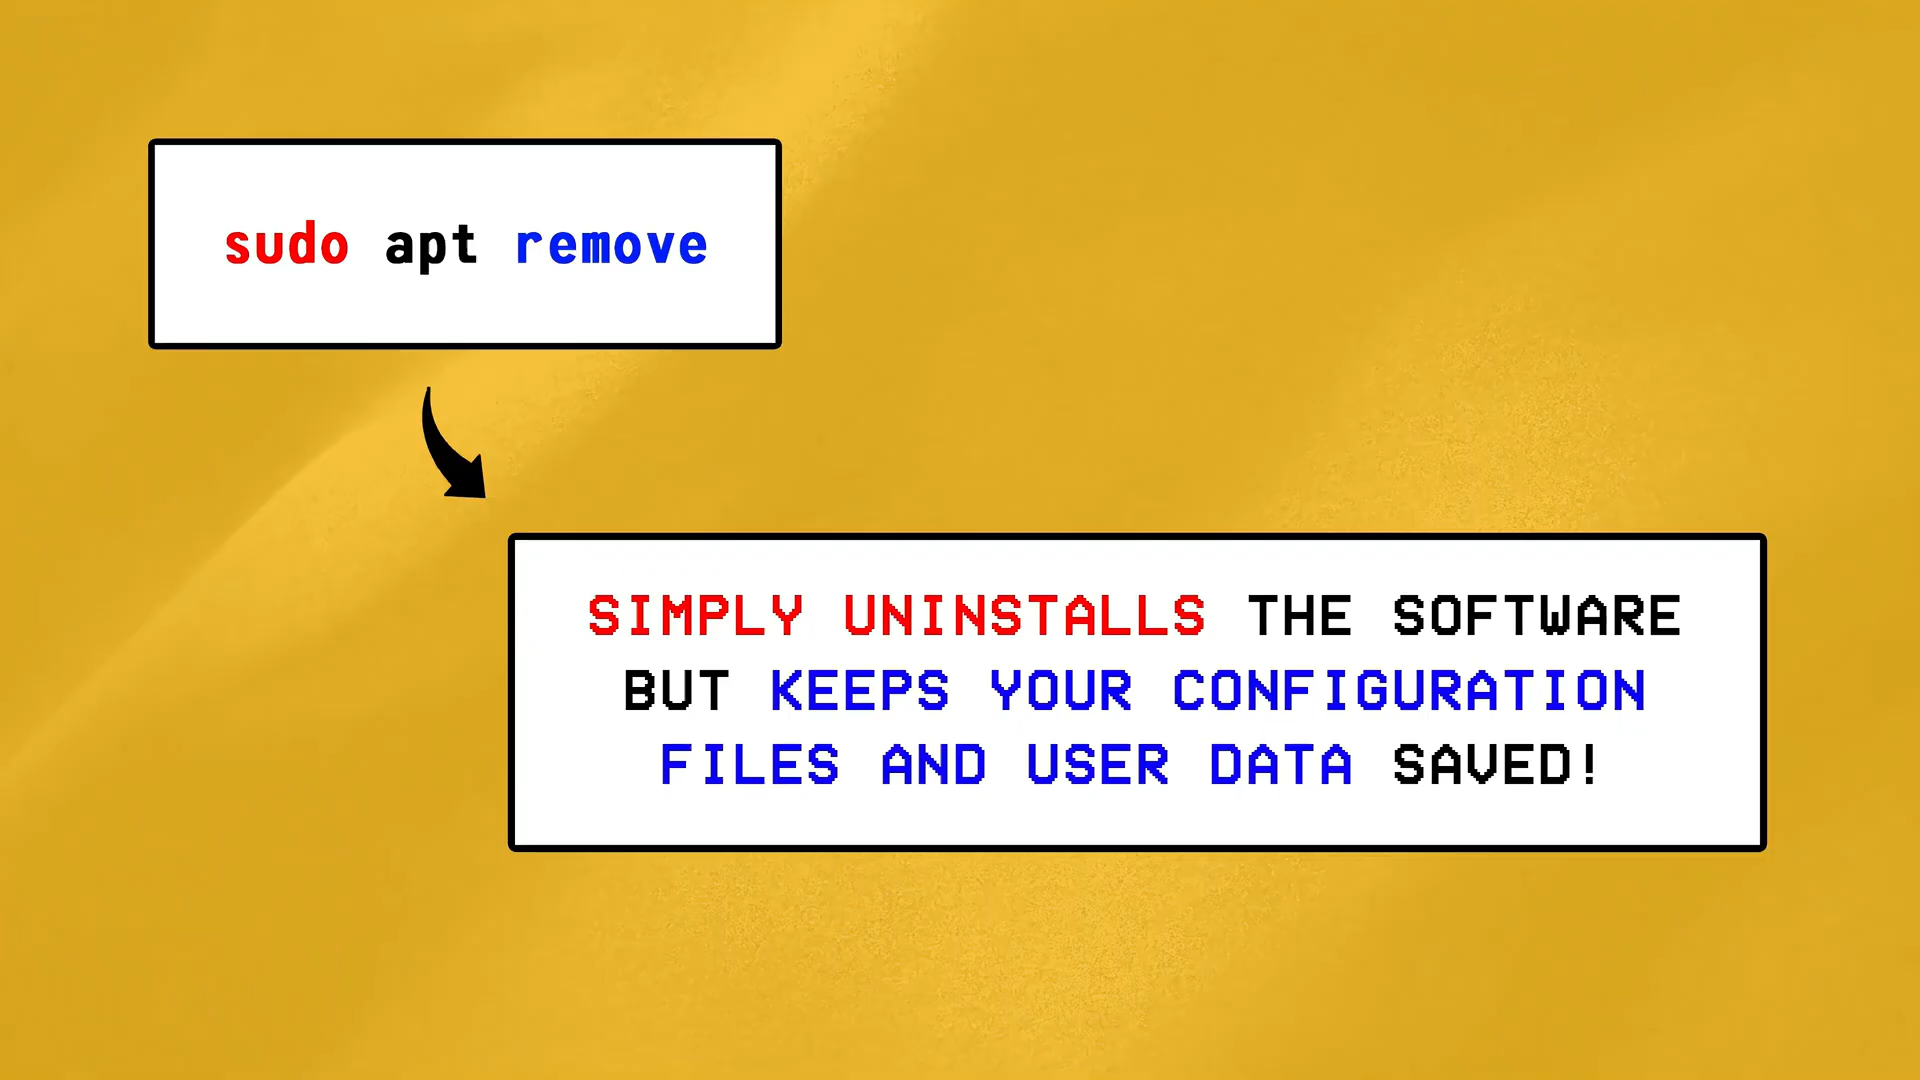 sudo apt remove
SIMPLY UNINSTALLS THE SOFTWARE
BUT KEEPS YOUR CONFIGURATION
FILES AND USER DATA SAVED!